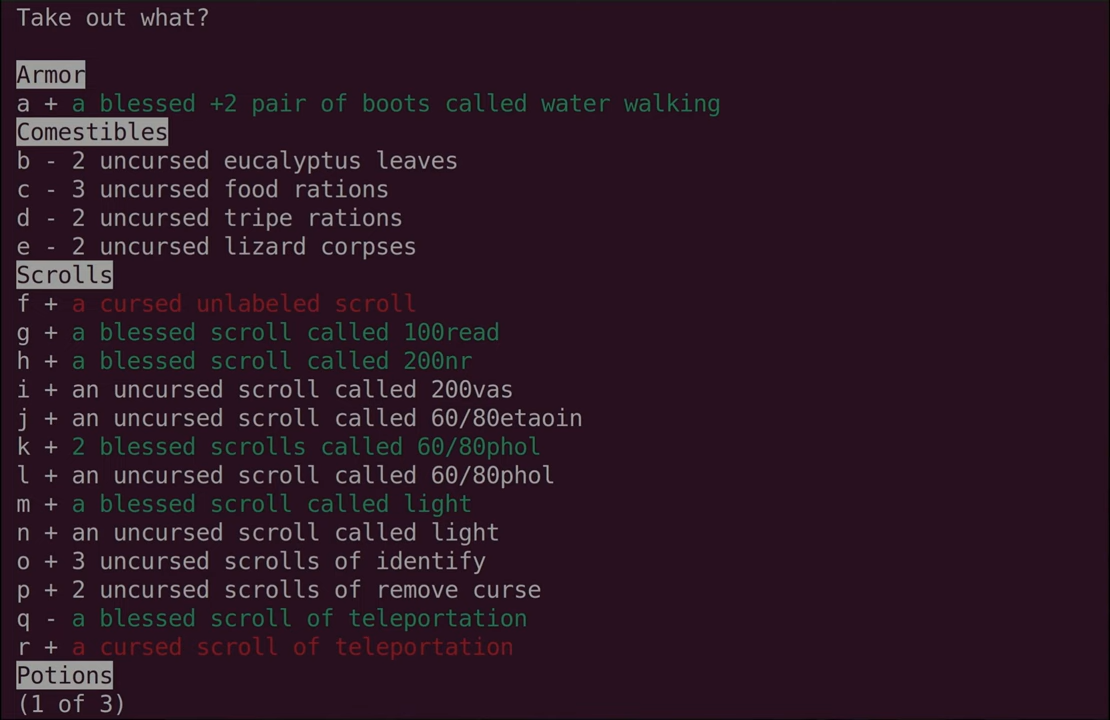 Take out what?
Armor
a + a blessed +2 pair of boots called water walking
Comestibles
b - 2 uncursed eucalyptus leaves
c - 3 uncursed food rations
d - 2 uncursed tripe rations
e - 2 uncursed lizard corpses
Scrolls
f + a cursed unlabeled scroll
g + a blessed scroll called 100read
h + a blessed scroll called 200nr
i + an uncursed scroll called 200vas
j + an uncursed scroll called 60/80etaoin
k + 2 blessed scrolls called 60/80phol
l + an uncursed scroll called 60/80phol
m + a blessed scroll called light
n + an uncursed scroll called light
o + 3 uncursed scrolls of identify
p + 2 uncursed scrolls of remove curse
q - a blessed scroll of teleportation
r + a cursed scroll of teleportation
Potions
(1 of 3)